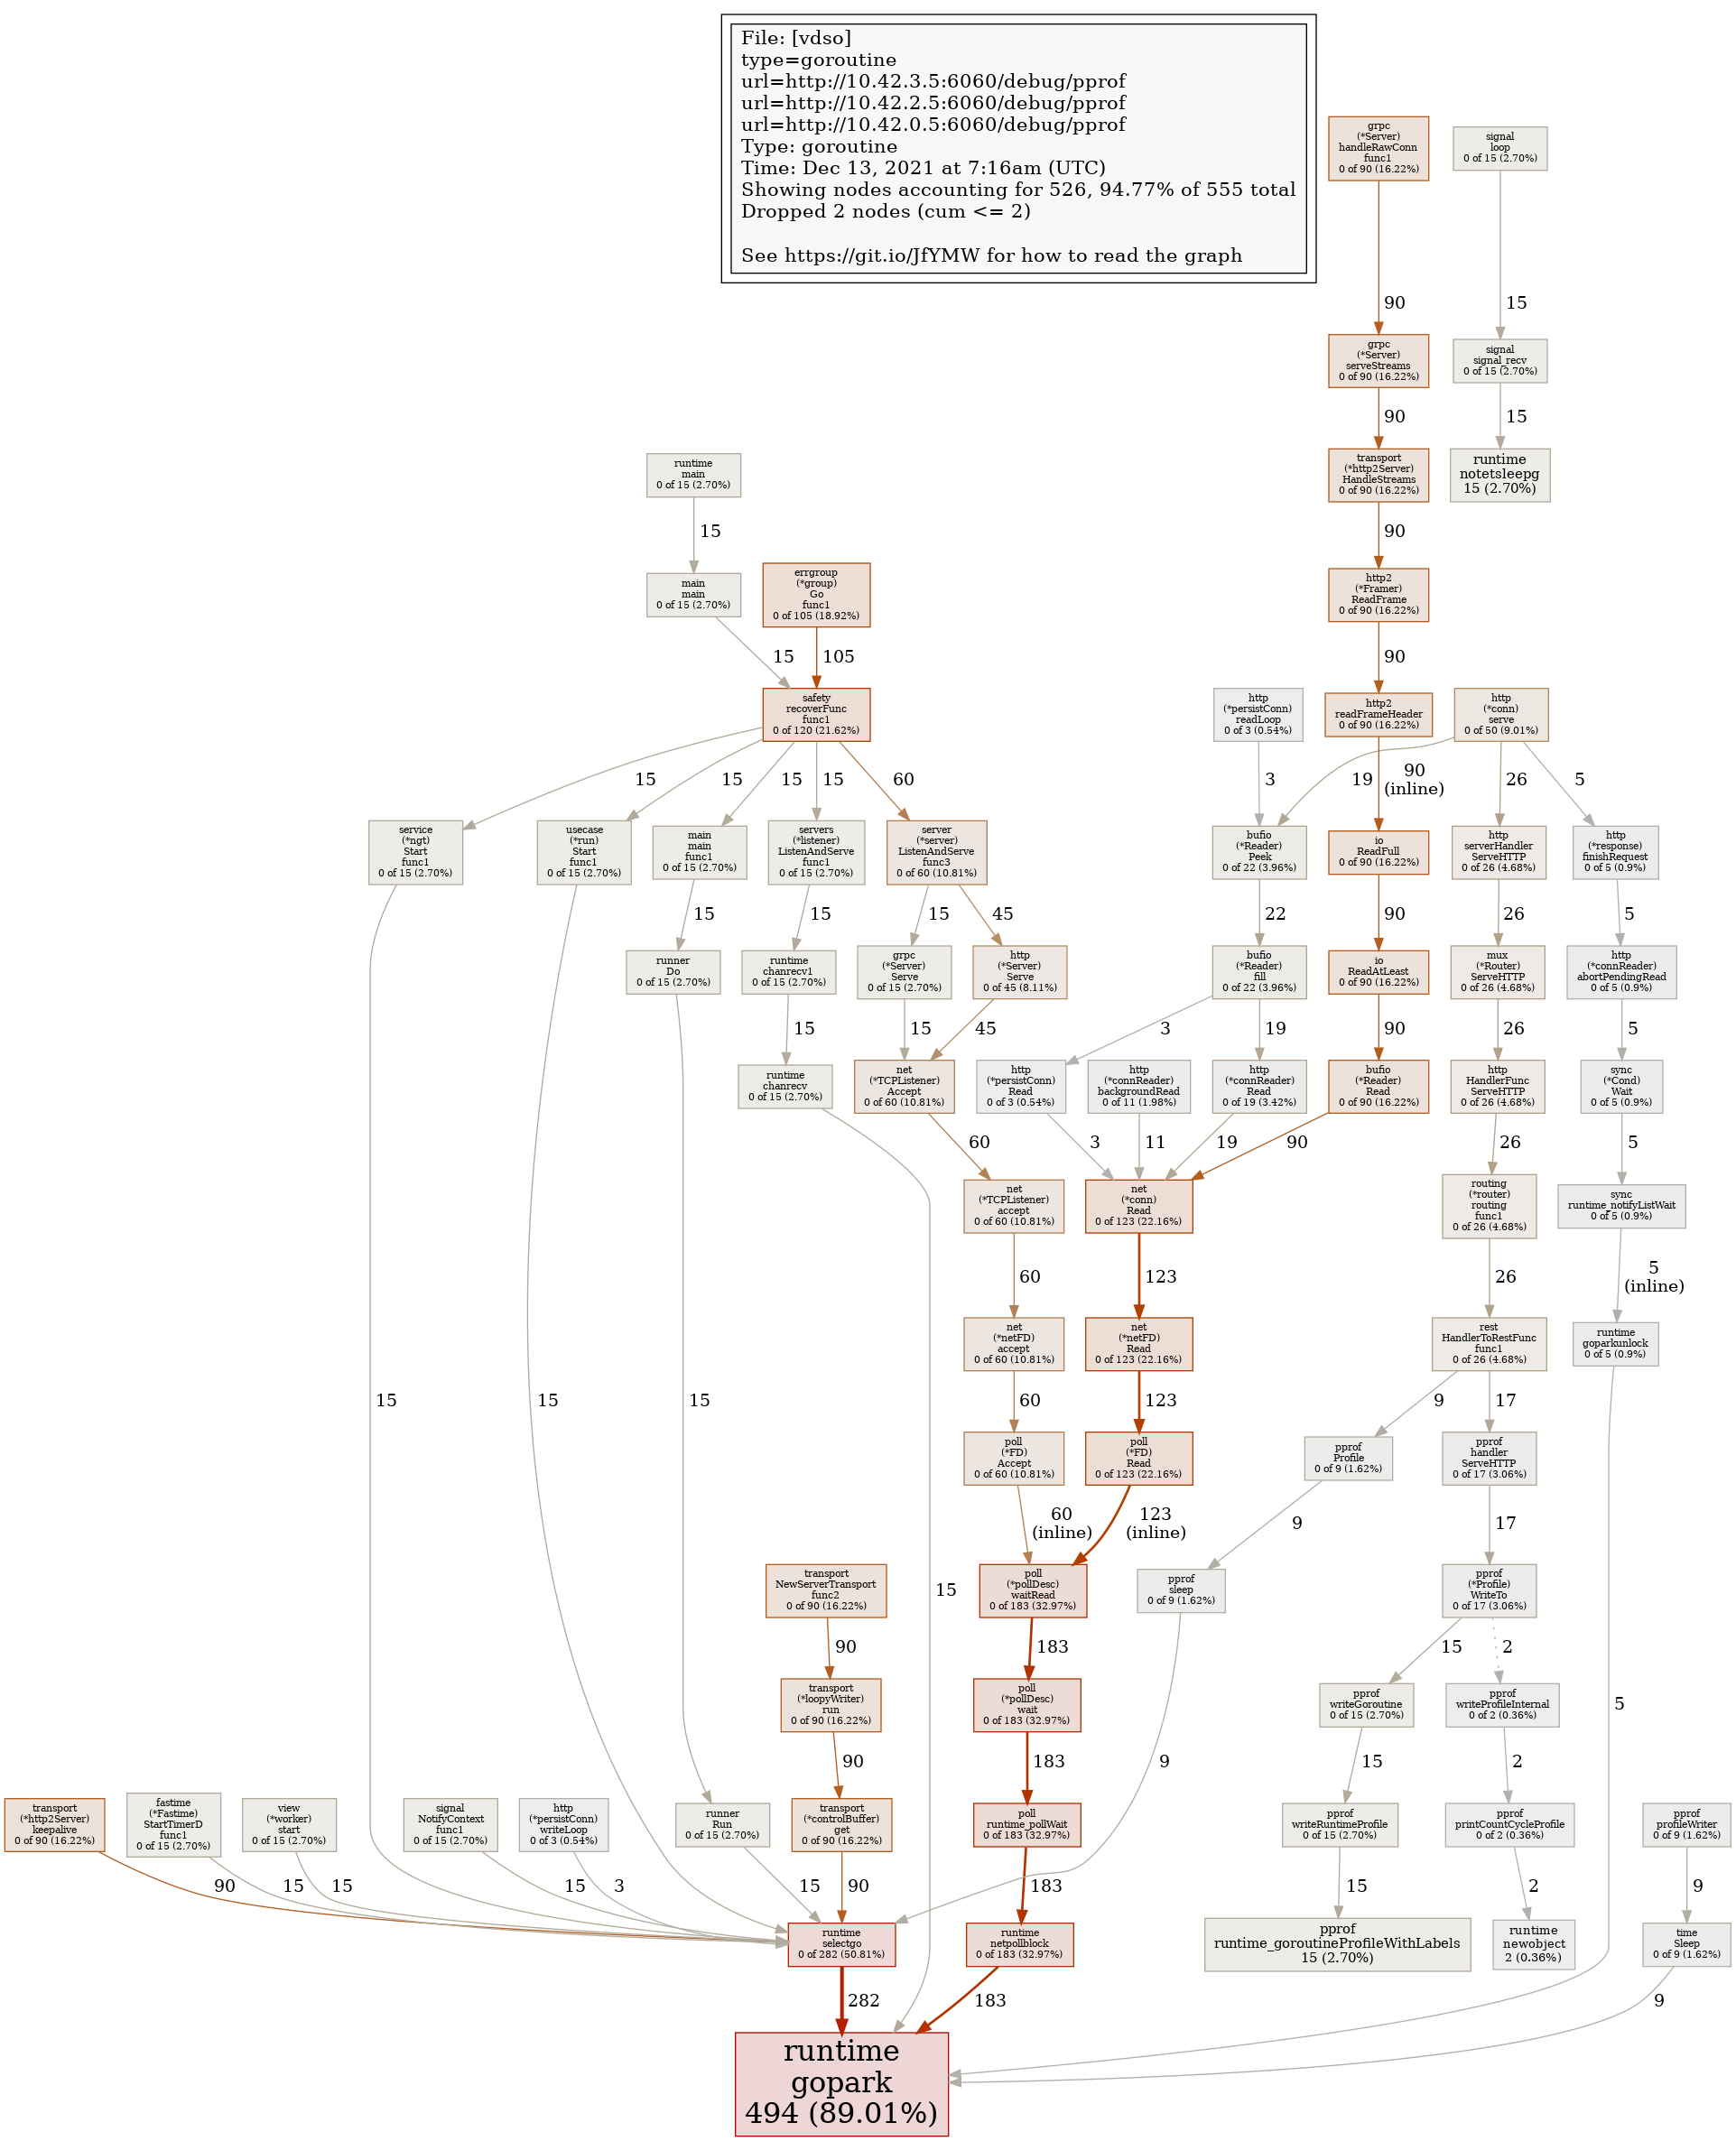 File: [vdso]
type=goroutine
url=http://10.42.3.5:6060/debug/pprof
url=http://10.42.2.5:6060/debug/pprof
url=http://10.42.0.5:6060/debug/pprof
Type: goroutine
Time: Dec 13, 2021 at 7:16am (UTC)
Showing nodes accounting for 526, 94.77% of 555 total
Dropped 2 nodes (cum <= 2)
See https://git.io/JfYMW for how to read the graph
grpc
(*Server)
handleRawConn
func1
0 of 90 (16.22%)
signal
loop
0 of 15 (2.70%)
90
15
grpc
(*Server)
serveStreams
0 of 90 (16.22%)
signal
signal_recv
0 of 15 (2.70%)
90
15
runtime
main
0 of 15 (2.70%)
transport
(*http2Server)
HandleStreams
0 of 90 (16.22%)
runtime
notetsleepg
15 (2.70%)
15
90
main
main
0 of 15 (2.70%)
errgroup
(*group)
Go
func1
0 of 105 (18.92%)
http2
(*Framer)
ReadFrame
0 of 90 (16.22%)
15
105
90
safety
recoverFunc
func1
0 of 120 (21.62%)
http
(*persistConn)
readLoop
0 of 3 (0.54%)
http2
readFrameHeader
0 of 90 (16.22%)
http
(*conn)
serve
0 of 50 (9.01%)
15
15
15
15
60
3
19
90
(inline)
26
5
service
(*ngt)
Start
func1
0 of 15 (2.70%)
usecase
(*run)
Start
func1
0 of 15 (2.70%)
main
main
func1
0 of 15 (2.70%)
servers
(*listener)
ListenAndServe
func1
0 of 15 (2.70%)
server
(*server)
ListenAndServe
func3
0 of 60 (10.81%)
bufio
(*Reader)
Peek
0 of 22 (3.96%)
io
ReadFull
0 of 90 (16.22%)
http
serverHandler
ServeHTTP
0 of 26 (4.68%)
http
(*response)
finishRequest
0 of 5 (0.9%)
15
15
15
45
22
90
26
5
runner
Do
0 of 15 (2.70%)
runtime
chanrecv1
0 of 15 (2.70%)
grpc
(*Server)
Serve
0 of 15 (2.70%)
http
(*Server)
Serve
0 of 45 (8.11%)
bufio
(*Reader)
fill
0 of 22 (3.96%)
io
ReadAtLeast
0 of 90 (16.22%)
mux
(*Router)
ServeHTTP
0 of 26 (4.68%)
http
(*connReader)
abortPendingRead
0 of 5 (0.9%)
15
15
45
3
19
90
26
5
runtime
chanrecv
0 of 15 (2.70%)
net
(*TCPListener)
Accept
0 of 60 (10.81%)
http
(*persistConn)
Read
0 of 3 (0.54%)
http
(*connReader)
backgroundRead
0 of 11 (1.98%)
http
(*connReader)
Read
0 of 19 (3.42%)
bufio
(*Reader)
Read
0 of 90 (16.22%)
http
HandlerFunc
ServeHTTP
0 of 26 (4.68%)
sync
(*Cond)
Wait
0 of 5 (0.9%)
60
3
11
19
90
26
5
net
(*TCPListener)
accept
0 of 60 (10.81%)
net
(*conn)
Read
0 of 123 (22.16%)
routing
(*router)
routing
func1
0 of 26 (4.68%)
sync
runtime_notifyListWait
0 of 5 (0.9%)
60
123
26
5
(inline)
net
(*netFD)
accept
0 of 60 (10.81%)
net
(*netFD)
Read
0 of 123 (22.16%)
rest
HandlerToRestFunc
func1
0 of 26 (4.68%)
runtime
goparkunlock
0 of 5 (0.9%)
15
15
15
60
123
9
17
poll
(*FD)
Accept
0 of 60 (10.81%)
poll
(*FD)
Read
0 of 123 (22.16%)
pprof
Profile
0 of 9 (1.62%)
pprof
handler
ServeHTTP
0 of 17 (3.06%)
60
(inline)
123
(inline)
9
17
transport
NewServerTransport
func2
0 of 90 (16.22%)
15
poll
(*pollDesc)
waitRead
0 of 183 (32.97%)
pprof
sleep
0 of 9 (1.62%)
pprof
(*Profile)
WriteTo
0 of 17 (3.06%)
90
183
15
2
transport
(*loopyWriter)
run
0 of 90 (16.22%)
poll
(*pollDesc)
wait
0 of 183 (32.97%)
pprof
writeGoroutine
0 of 15 (2.70%)
pprof
writeProfileInternal
0 of 2 (0.36%)
5
90
183
9
15
2
transport
(*http2Server)
keepalive
0 of 90 (16.22%)
fastime
(*Fastime)
StartTimerD
func1
0 of 15 (2.70%)
view
(*worker)
start
0 of 15 (2.70%)
signal
NotifyContext
func1
0 of 15 (2.70%)
http
(*persistConn)
writeLoop
0 of 3 (0.54%)
runner
Run
0 of 15 (2.70%)
transport
(*controlBuffer)
get
0 of 90 (16.22%)
poll
runtime_pollWait
0 of 183 (32.97%)
pprof
writeRuntimeProfile
0 of 15 (2.70%)
pprof
printCountCycleProfile
0 of 2 (0.36%)
pprof
profileWriter
0 of 9 (1.62%)
90
15
15
15
3
15
90
183
15
2
9
runtime
selectgo
0 of 282 (50.81%)
runtime
netpollblock
0 of 183 (32.97%)
pprof
runtime_goroutineProfileWithLabels
15 (2.70%)
runtime
newobject
2 (0.36%)
time
Sleep
0 of 9 (1.62%)
282
183
9
runtime
gopark
494 (89.01%)